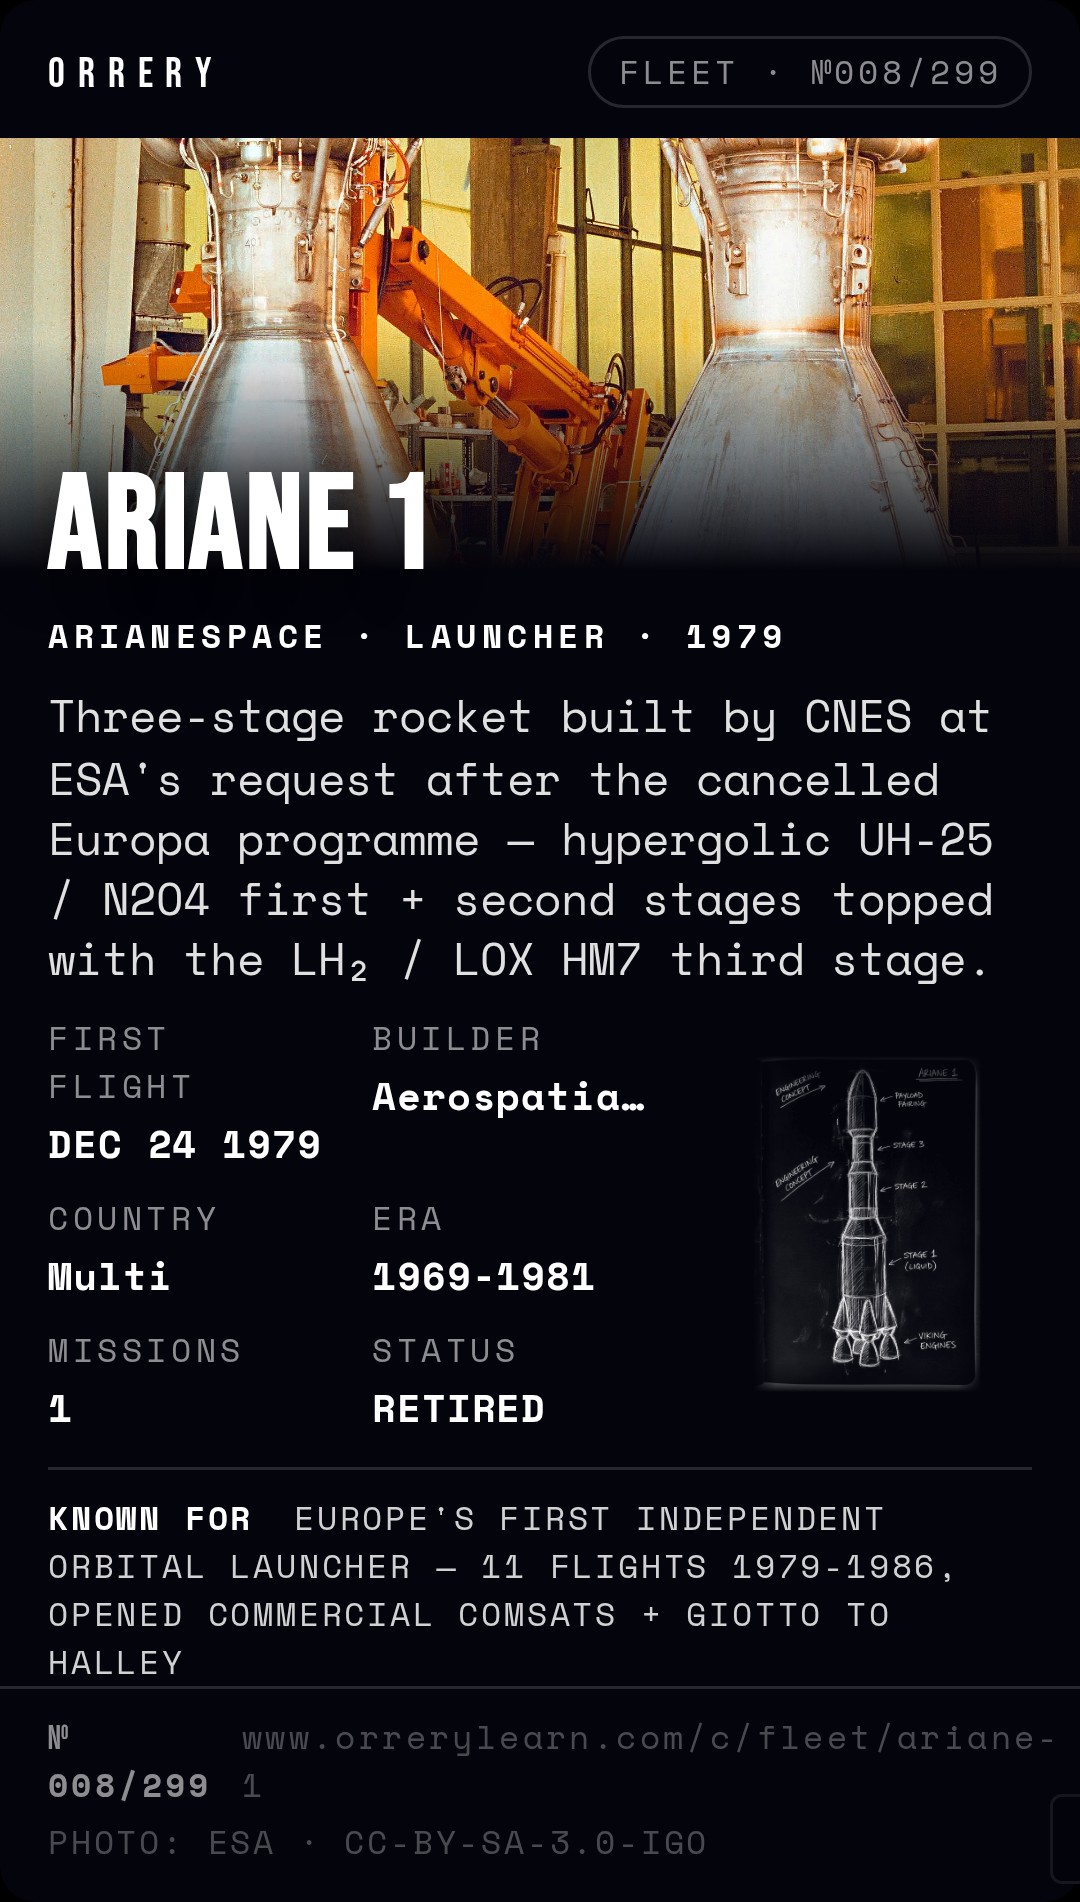 ORRERY
FLEET · №008/299
ARIANE 1
ARIANESPACE · LAUNCHER · 1979
Three-stage rocket built by CNES at
ESA's request after the cancelled
Europa programme — hypergolic UH-25
/ N2O4 first + second stages topped
with the LH₂ / LOX HM7 third stage.
FIRST
FLIGHT
DEC 24 1979
BUILDER
Aerospatia…
COUNTRY
Multi
ERA
1969-1981
MISSIONS
1
STATUS
RETIRED
ARIANE 1
ENGINEERING
CONCEPT
PAYLOAD
FAIRING
STAGE 3
ENGINEERING
CONCEPT
STAGE 2
STAGE 1
(LIQUID)
VIKING
ENGINES
KNOWN FOR EUROPE'S FIRST INDEPENDENT
ORBITAL LAUNCHER — 11 FLIGHTS 1979-1986,
OPENED COMMERCIAL COMSATS + GIOTTO TO
HALLEY
№
008/299
www.orrerylearn.com/c/fleet/ariane-
1
PHOTO: ESA · CC-BY-SA-3.0-IGO